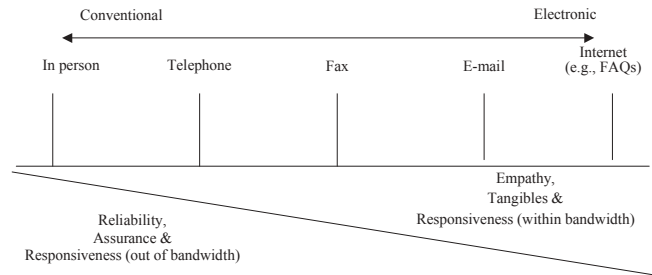 Conventional
Electronic
In person
Telephone
Fax
E-mail
Internet
(e.g., FAQs)
Empathy,
Tangibles &
Responsiveness (within bandwidth)
Reliability,
Assurance &
Responsiveness (out of bandwidth)